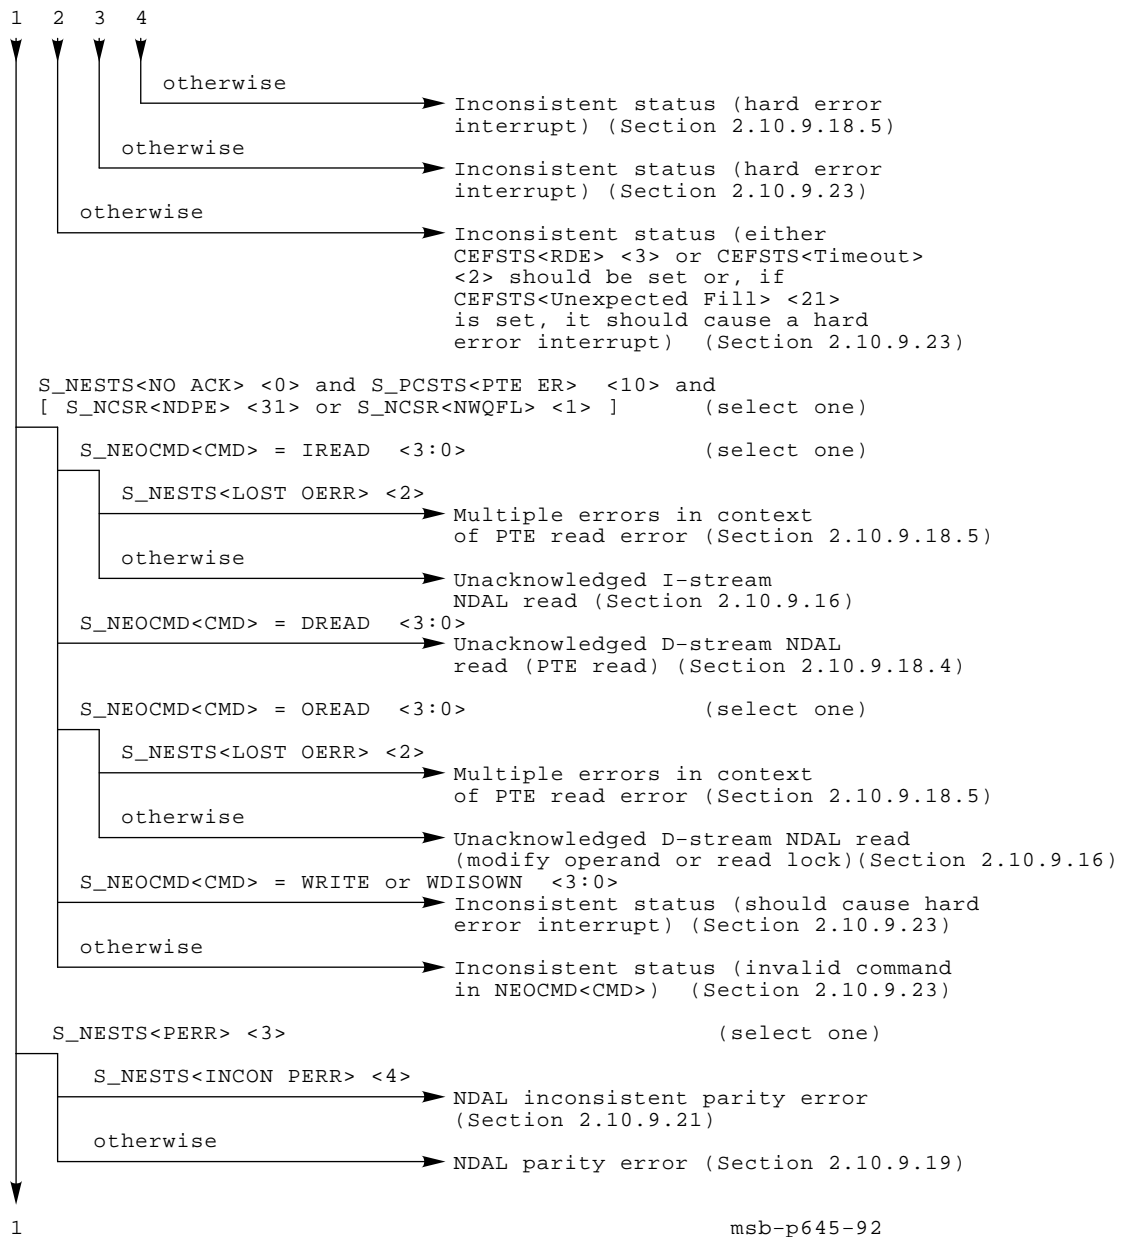 1 2 3 4
otherwise
Inconsistent status (hard error
interrupt) (Section 2.10.9.18.5)
otherwise
Inconsistent status (hard error
interrupt) (Section 2.10.9.23)
otherwise
Inconsistent status (either
CEFSTS<RDE> <3> or CEFSTS<Timeout>
<2> should be set or, if
CEFSTS<Unexpected Fill> <21>
is set, it should cause a hard
error interrupt) (Section 2.10.9.23)
S_NESTS<NO ACK> <0> and S_PCSTS<PTE ER> <10> and
[ S_NCSR<NDPE> <31> or S_NCSR<NWQFL> <1> ] (select one)
S_NEOCMD<CMD> = IREAD <3:0> (select one)
S_NESTS<LOST OERR> <2>
Multiple errors in context
of PTE read error (Section 2.10.9.18.5)
otherwise
Unacknowledged I-stream
NDAL read (Section 2.10.9.16)
S_NEOCMD<CMD> = DREAD <3:0>
Unacknowledged D-stream NDAL
read (PTE read) (Section 2.10.9.18.4)
S_NEOCMD<CMD> = OREAD <3:0> (select one)
S_NESTS<LOST OERR> <2>
Multiple errors in context
of PTE read error (Section 2.10.9.18.5)
otherwise
Unacknowledged D-stream NDAL read
(modify operand or read lock)(Section 2.10.9.16)
S_NEOCMD<CMD> = WRITE or WDISOWN <3:0>
Inconsistent status (should cause hard
error interrupt) (Section 2.10.9.23)
otherwise
Inconsistent status (invalid command
in NEOCMD<CMD>) (Section 2.10.9.23)
S_NESTS<PERR> <3> (select one)
S_NESTS<INCON PERR> <4>
NDAL inconsistent parity error
(Section 2.10.9.21)
otherwise
NDAL parity error (Section 2.10.9.19)
1 msb-p645-92